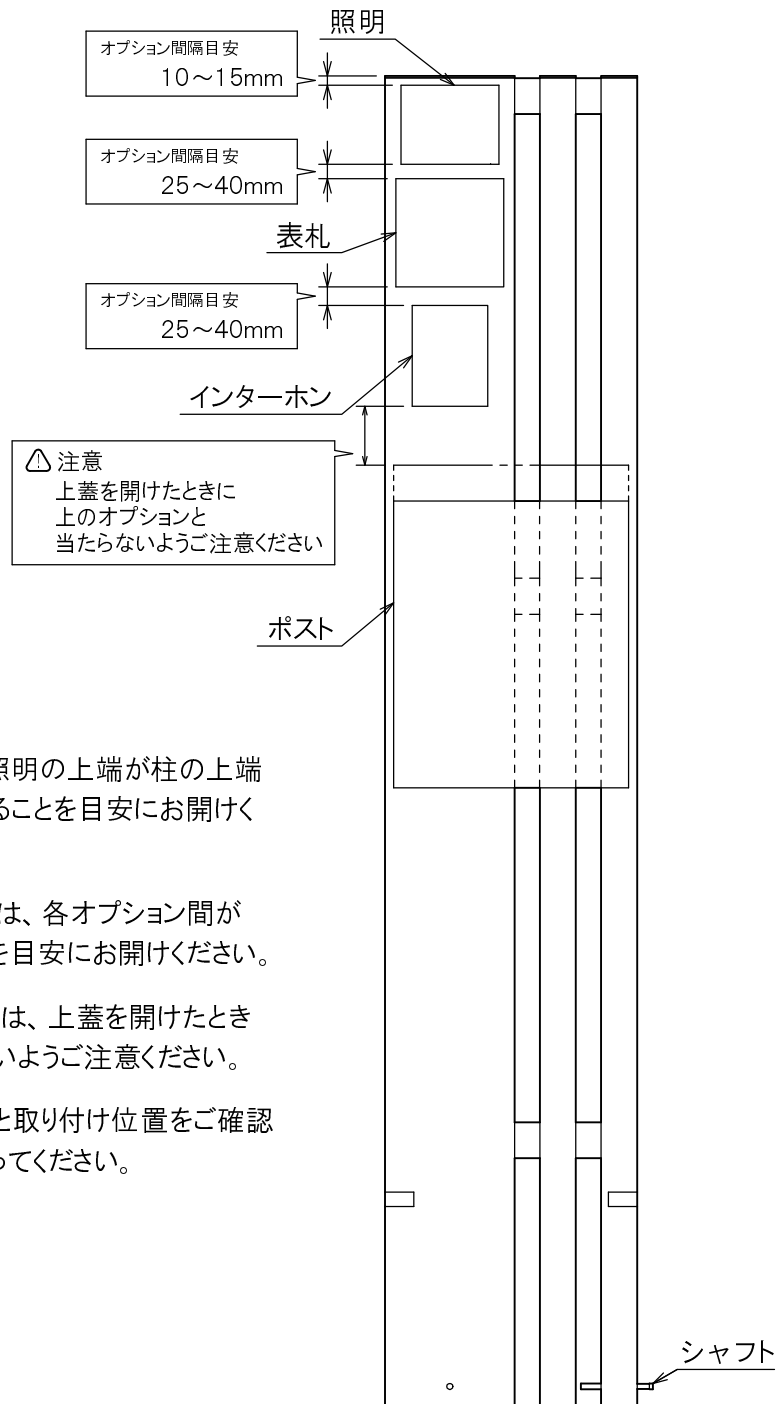 照明
オプション間隔目安
10～15mm
オプション間隔目安
25～40mm
表札
オプション間隔目安
25～40mm
インターホン
注意
上蓋を開けたときに
上のオプションと
当たらないようご注意ください
ポスト
照明の上端が柱の上端
ることを目安にお開けく
は、各オプション間が
を目安にお開けください。
は、上蓋を開けたとき
いようご注意ください。
と取り付け位置をご確認
ってください。
シャフト